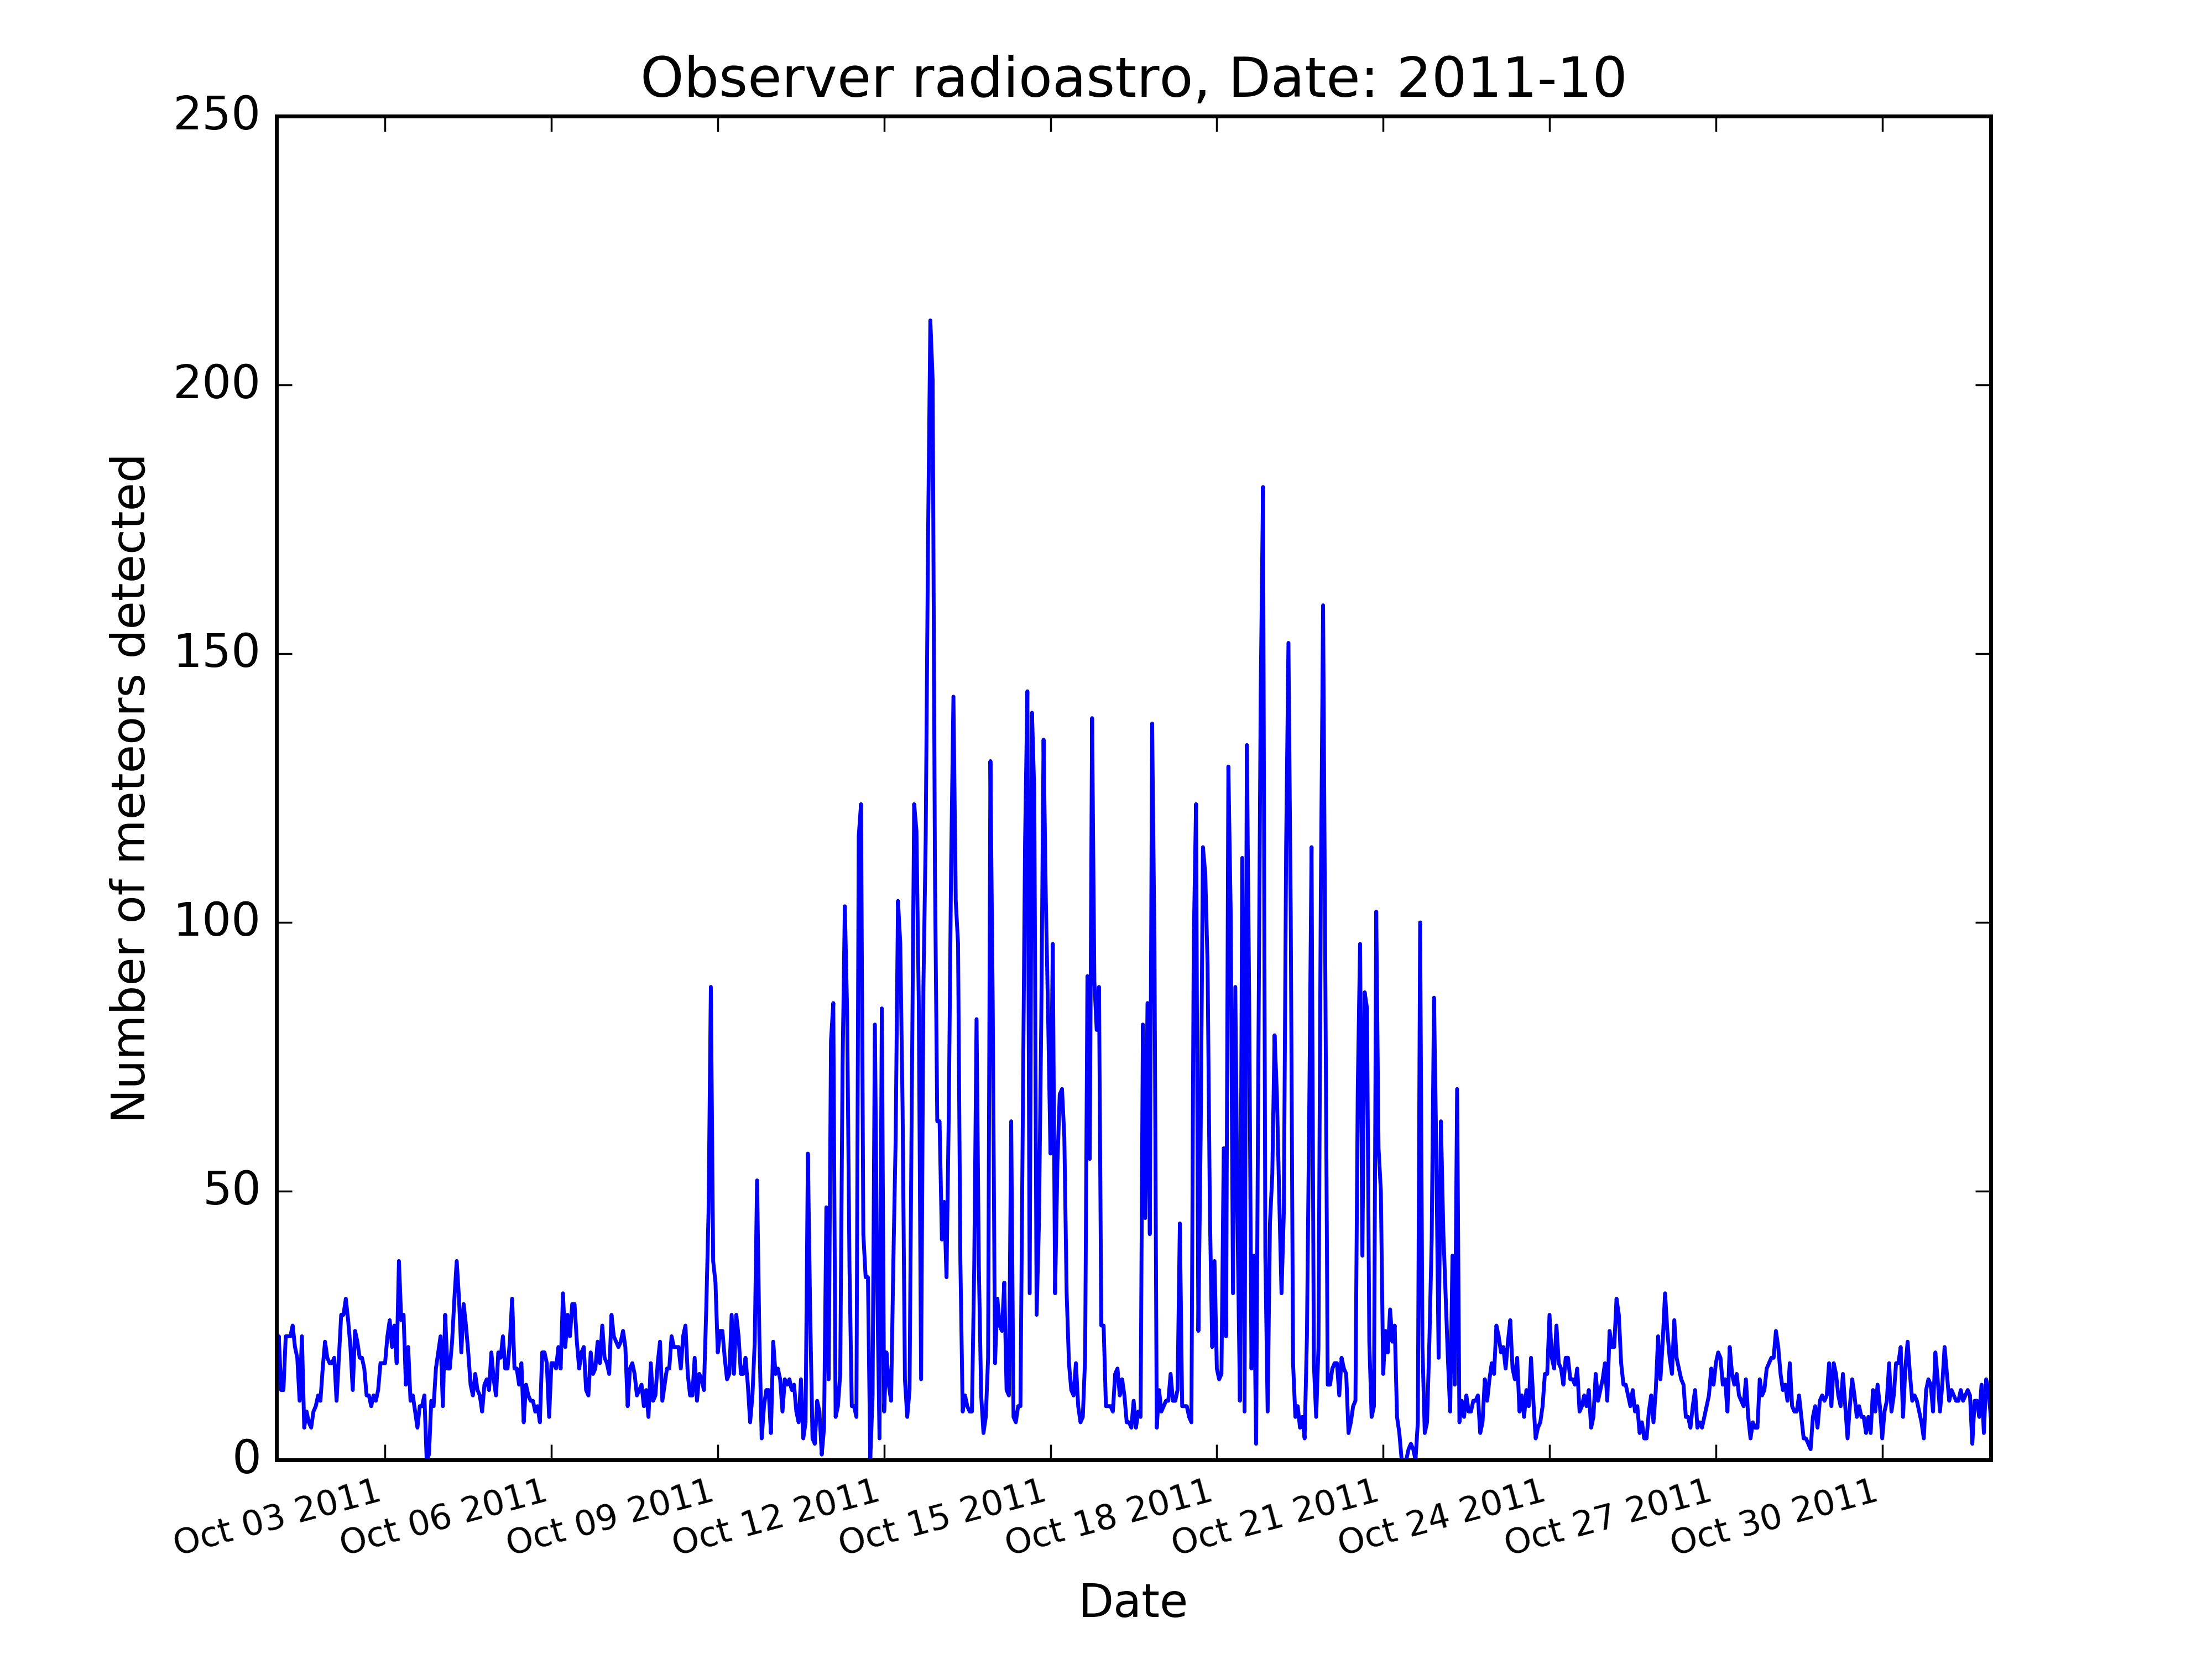 Observer radioastro, Date: 2011-10
Number of meteors detected
250
200
150
100
50
0
Oct 03 2011
Oct 06 2011
Oct 09 2011
Oct 12 2011
Oct 15 2011
Oct 18 2011
Oct 21 2011
Oct 24 2011
Oct 27 2011
Oct 30 2011
Date